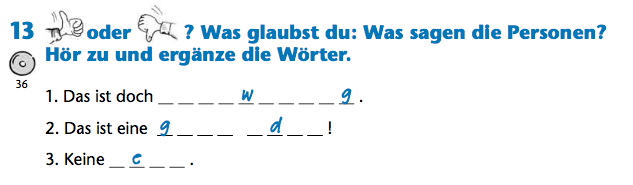 13 oder ? Was glaubst du: Was sagen die Personen?
Hör zu und ergänze die Wörter.
36
1. Das ist doch _ _ _ _ w _ _ _ _ g .
2. Das ist eine g _ _ _ _ d _ _ !
3. Keine _ e _ _ .